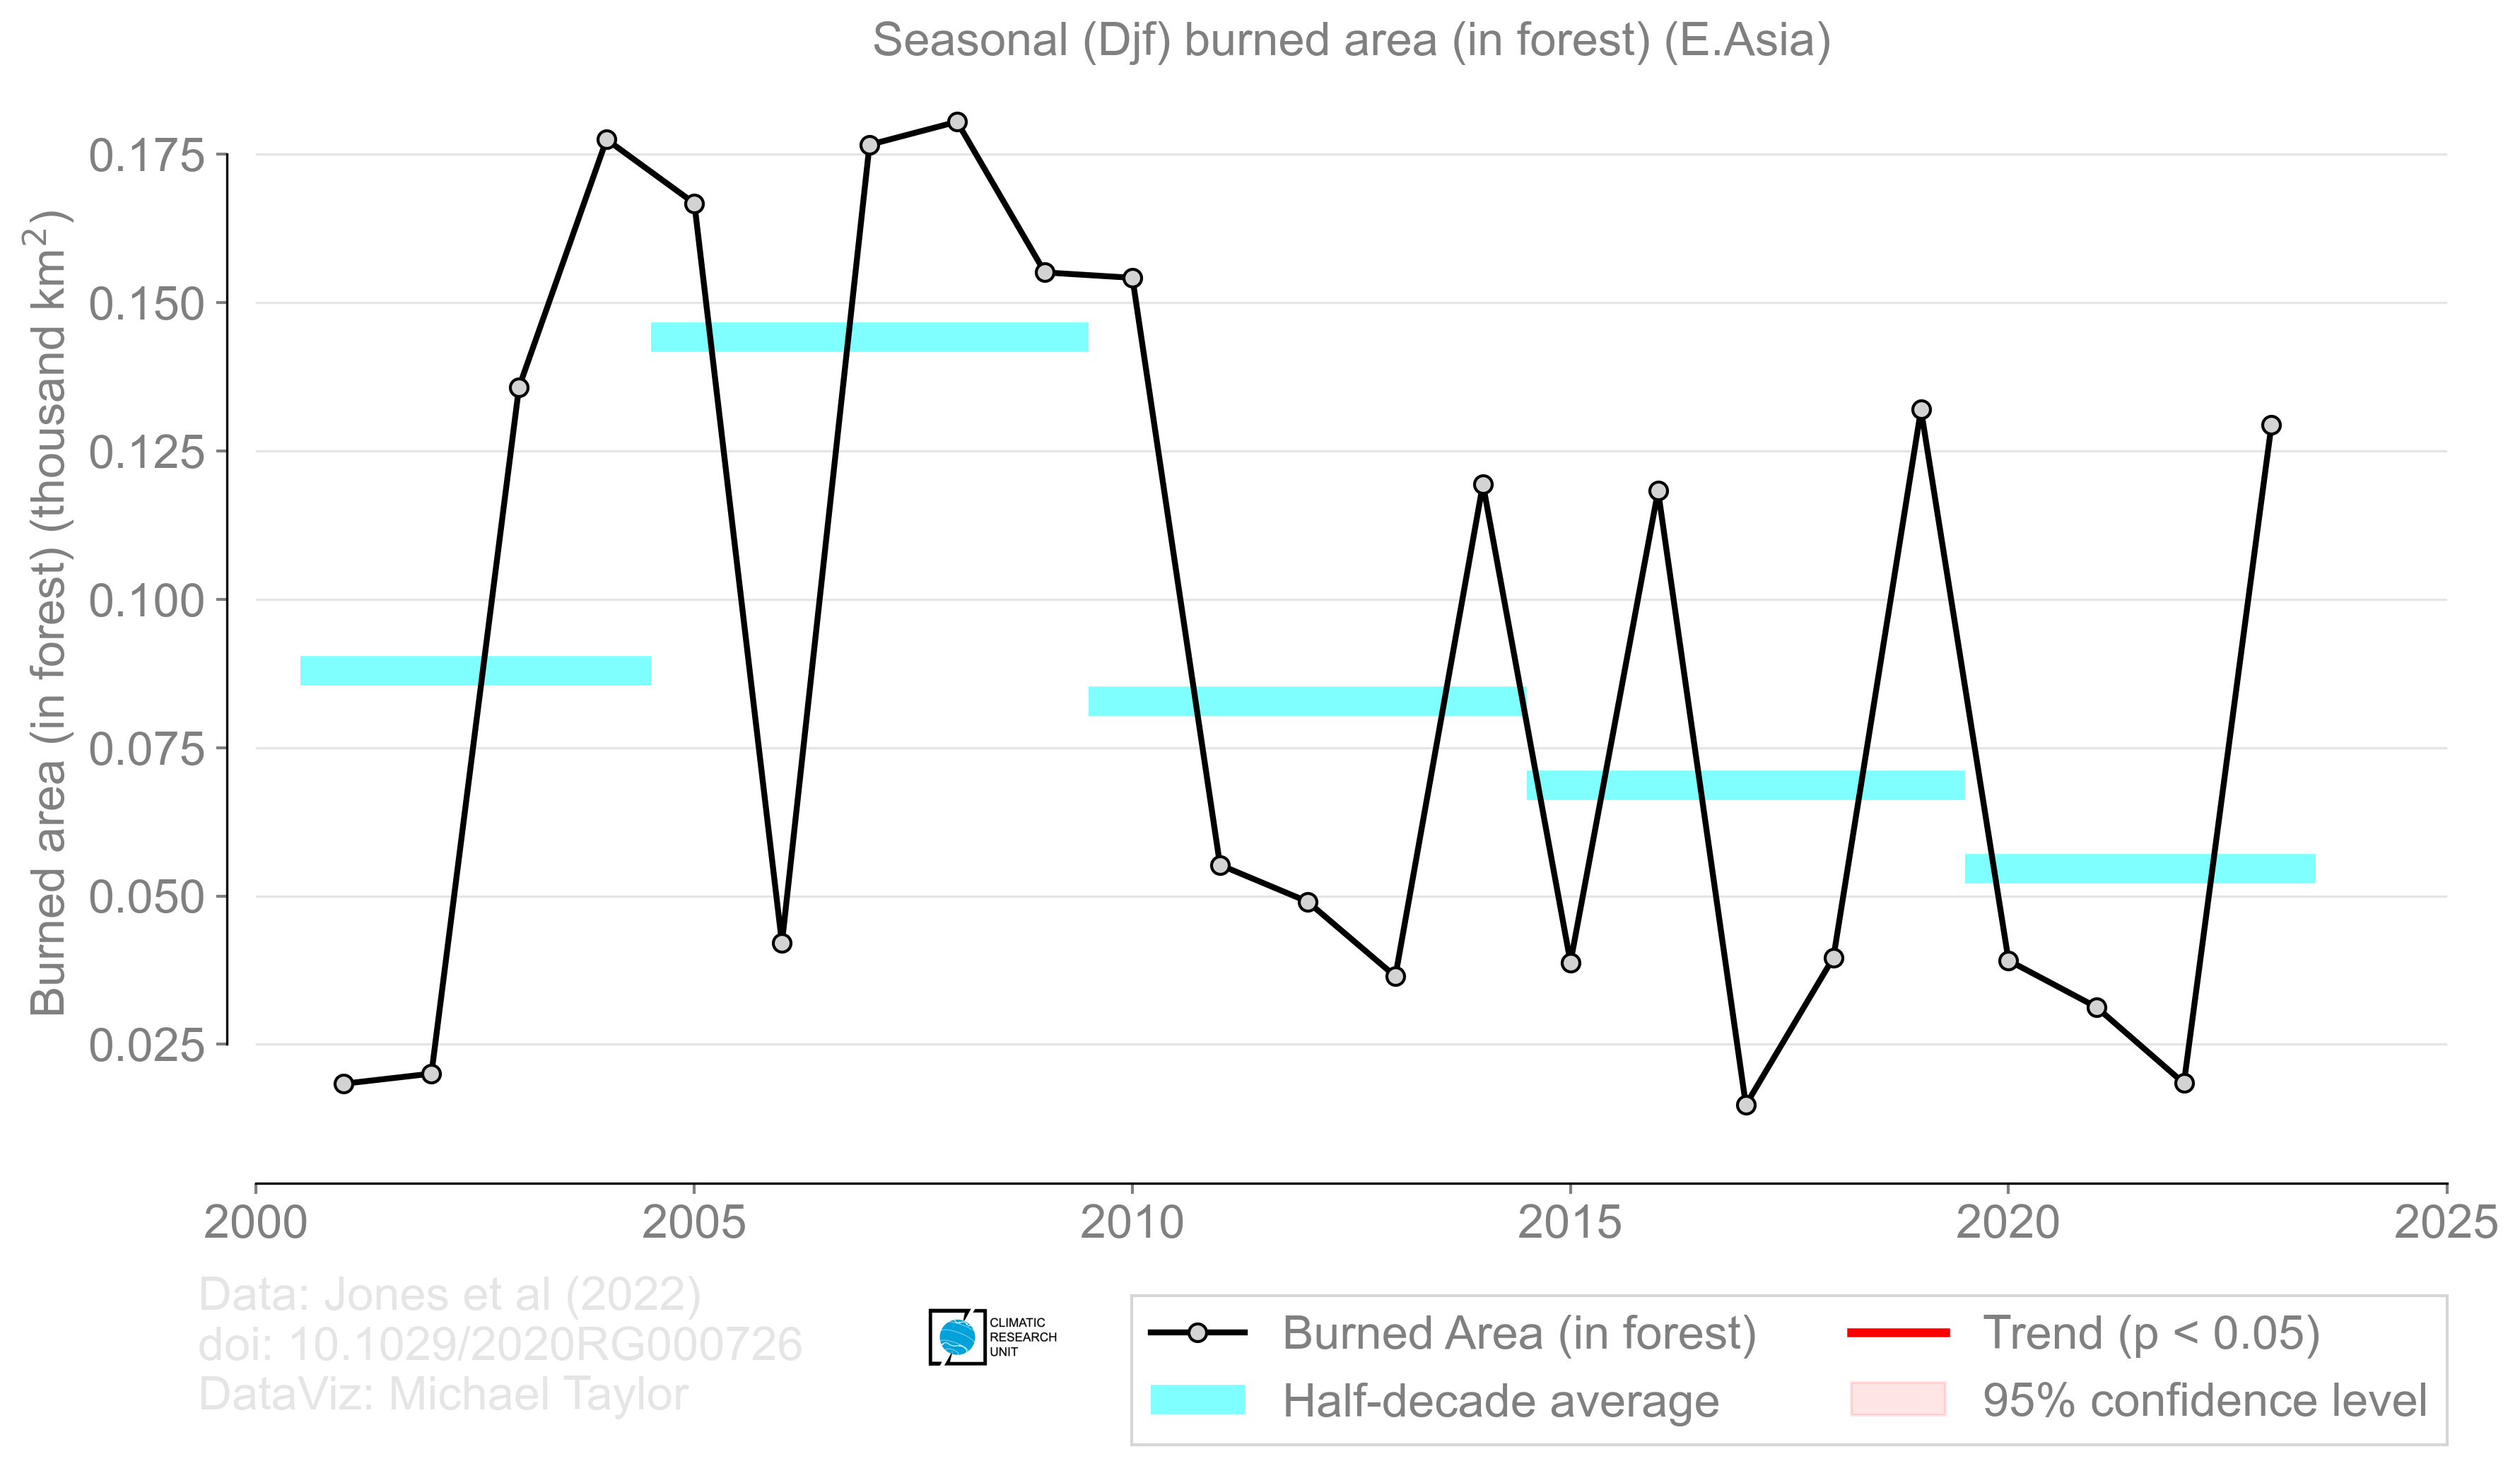 Seasonal (Djf) burned area (in forest) (E.Asia)
Burned area (in forest) (thousand km²)
0.175
0.150
0.125
0.100
0.075
0.050
0.025
2000 2005 2010 2015 2020 2025
Data: Jones et al (2022)
doi: 10.1029/2020RG000726
DataViz: Michael Taylor
CLIMATIC
RESEARCH
UNIT
Burned Area (in forest)
Half-decade average
Trend (p < 0.05)
95% confidence level